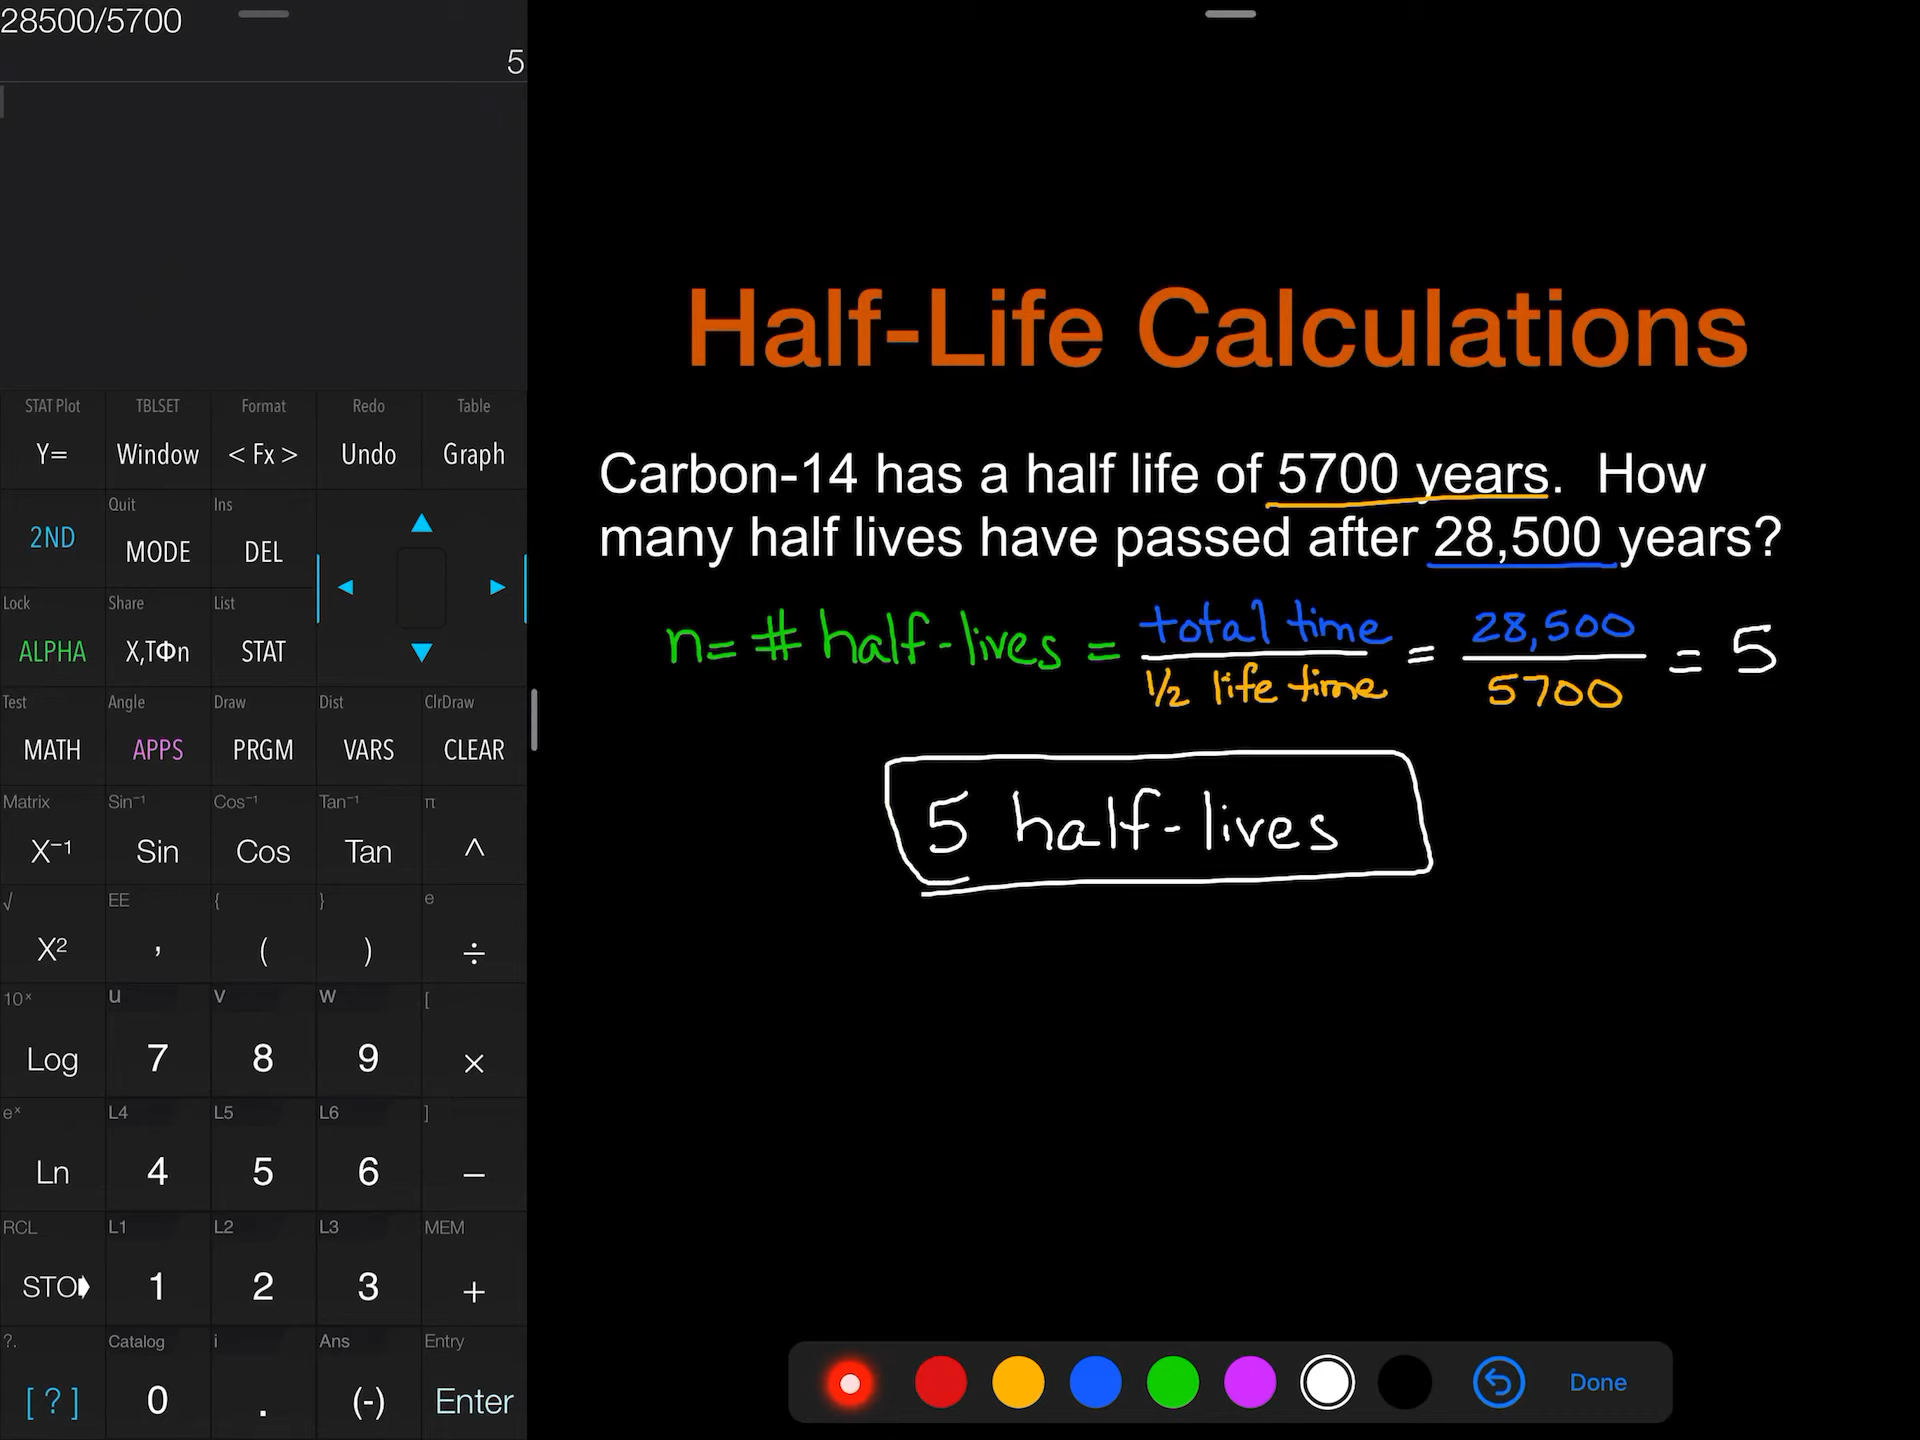 28500/5700
5
STAT Plot TBLSET Format Redo Table
Y= Window < Fx > Undo Graph
Quit Ins
2ND MODE DEL
Lock Share List
ALPHA X,TΦn STAT
Test Angle Draw Dist ClrDraw
MATH APPS PRGM VARS CLEAR
Matrix Sin⁻¹ Cos⁻¹ Tan⁻¹ π
X⁻¹ Sin Cos Tan ^
√ EE { } e
X² , ( ) ÷
10ˣ u v w [
Log 7 8 9 ×
eˣ L4 L5 L6 ]
Ln 4 5 6 −
RCL L1 L2 L3 MEM
STO 1 2 3 +
?. Catalog i Ans Entry
[ ? ] 0 . (-) Enter
Half-Life Calculations
Carbon-14 has a half life of 5700 years. How
many half lives have passed after 28,500 years?
n= # half-lives = total time / ½ life time = 28,500 / 5700 = 5
5 half-lives
Done